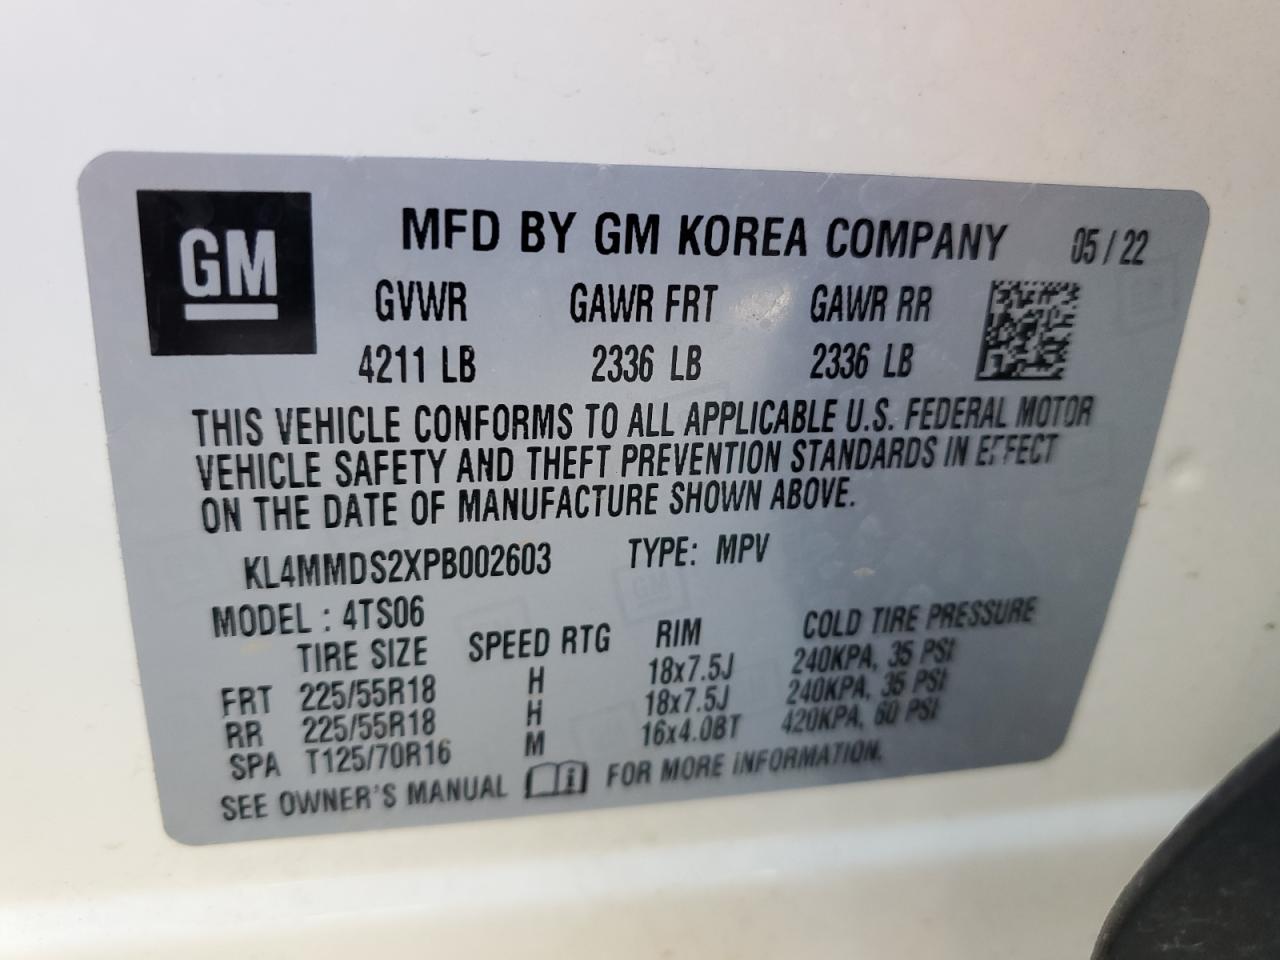 GM
MFD BY GM KOREA COMPANY 05/22
GVWR GAWR FRT GAWR RR
4211 LB 2336 LB 2336 LB
THIS VEHICLE CONFORMS TO ALL APPLICABLE U.S. FEDERAL MOTOR
VEHICLE SAFETY AND THEFT PREVENTION STANDARDS IN EFFECT
ON THE DATE OF MANUFACTURE SHOWN ABOVE.
KL4MMDS2XPB002603 TYPE: MPV
MODEL : 4TS06
TIRE SIZE SPEED RTG RIM COLD TIRE PRESSURE
FRT 225/55R18 H 18x7.5J 240KPA, 35 PSI
RR 225/55R18 H 18x7.5J 240KPA, 35 PSI
SPA T125/70R16 M 16x4.0BT 420KPA, 60 PSI
SEE OWNER'S MANUAL i FOR MORE INFORMATION.